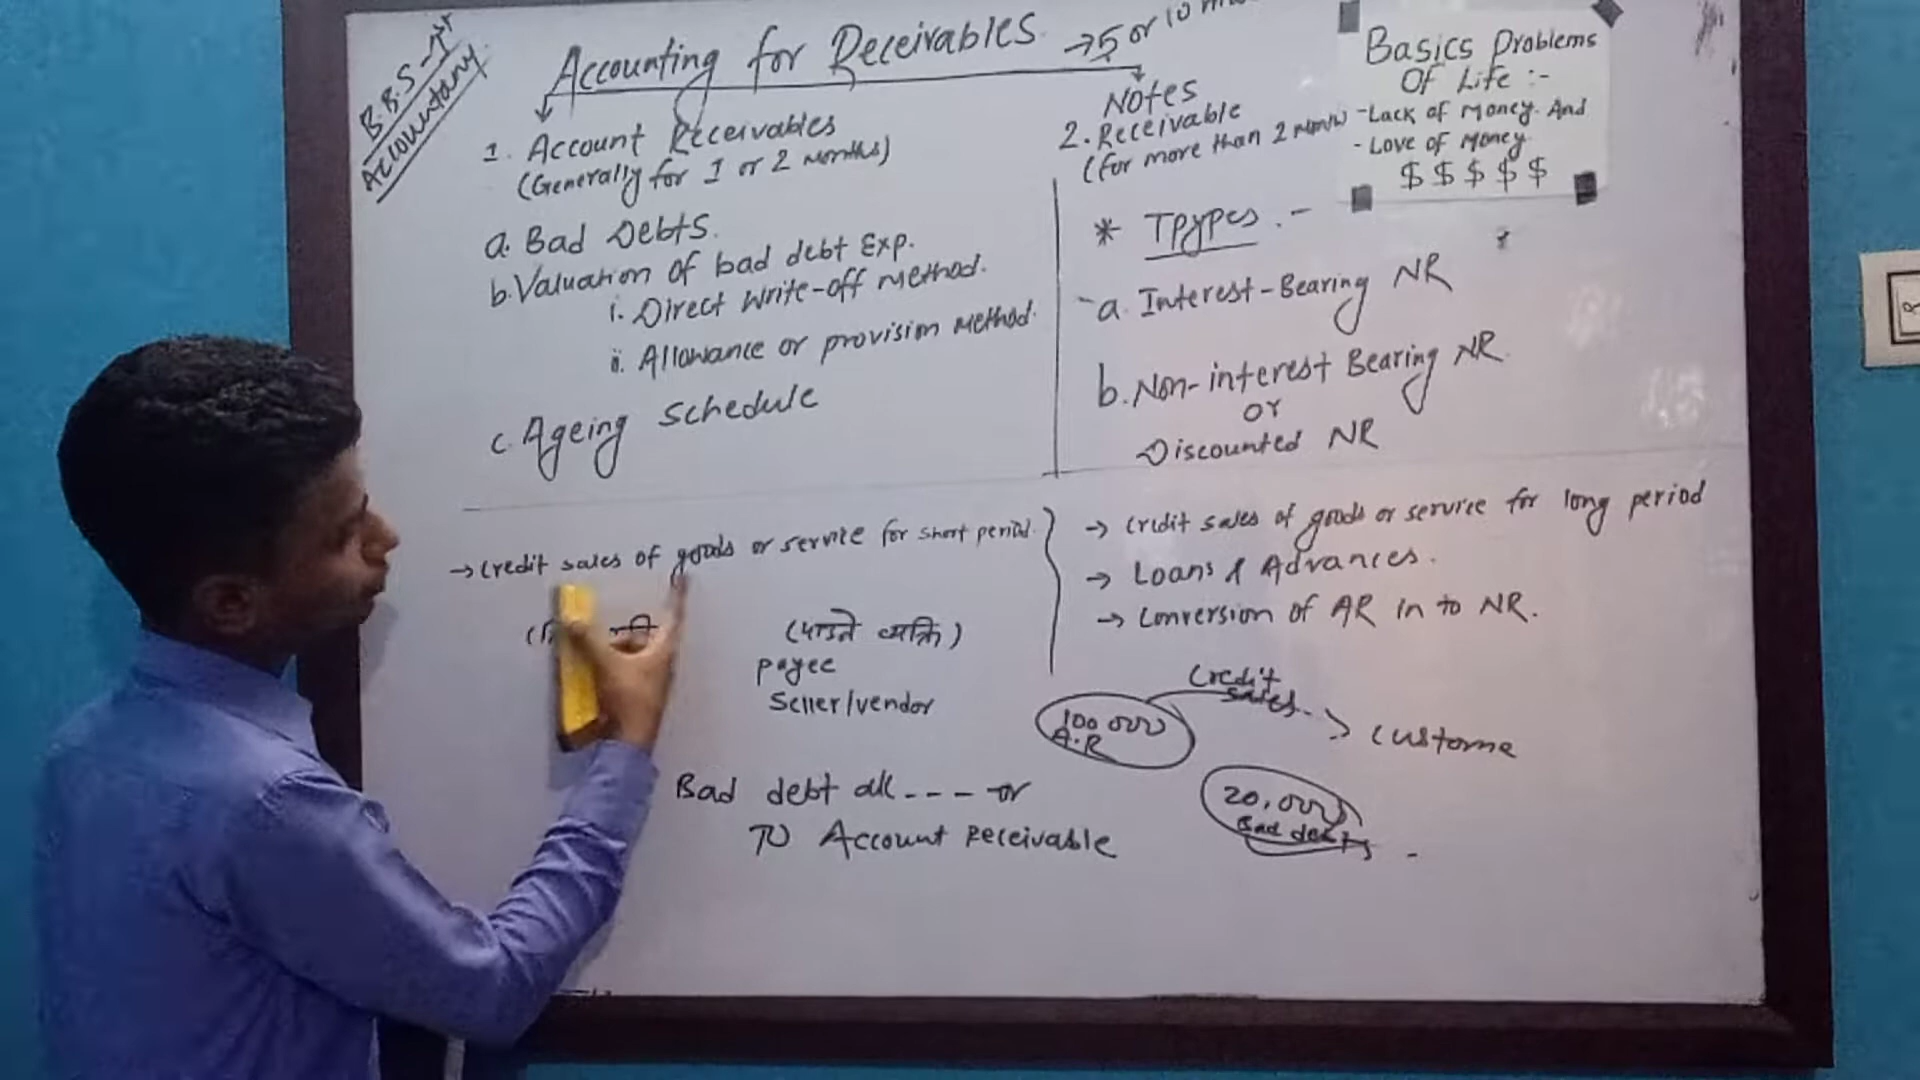 B.B.S 1st
Accountany
Accounting for Receivables → 5 or 10
1. Account Receivables
(Generally for 1 or 2 months)
a. Bad Debts.
b. Valuation of bad debt Exp.
i. Direct Write-off method.
ii. Allowance or provision method.
c. Ageing Schedule
Notes
2. Receivable
(for more than 2 month
* Tpypes :-
a. Interest-Bearing NR
b. Non-interest Bearing NR
or
Discounted NR
Basics Problems
Of Life :-
- Lack of money. And
- Love of Money
$ $ $ $ $
→ credit sales of goods or service for short period.
(पाउने व्यक्ति)
payee
Seller/vendor
→ credit sales of goods or service for long period
→ Loans & Advances.
→ Conversion of AR in to NR.
Credit
sales
100 000
A.R
custome
20,000
Bad debts
Bad debt a/c - - - - Dr
To Account Receivable